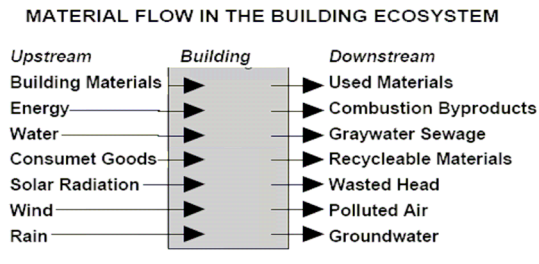 MATERIAL FLOW IN THE BUILDING ECOSYSTEM
Upstream Building Downstream
Building Materials Used Materials
Energy Combustion Byproducts
Water Graywater Sewage
Consumet Goods Recycleable Materials
Solar Radiation Wasted Head
Wind Polluted Air
Rain Groundwater